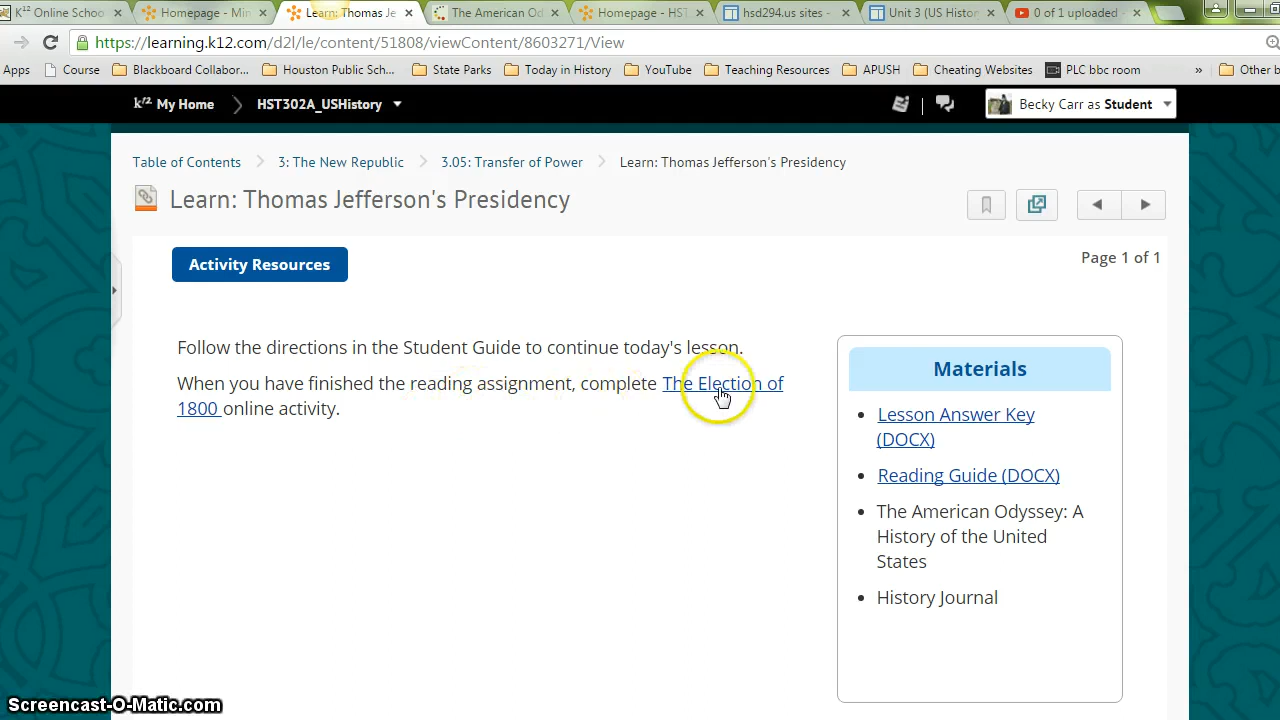 K¹² Online Schoo
Homepage - Min
Learn: Thomas Je
The American Od
Homepage - HST
hsd294.us sites -
Unit 3 (US Histor
0 of 1 uploaded
https://learning.k12.com/d2l/le/content/51808/viewContent/8603271/View
Apps Course Blackboard Collabor... Houston Public Sch... State Parks Today in History YouTube Teaching Resources APUSH Cheating Websites PLC bbc room » Other b
k¹² My Home HST302A_USHistory Becky Carr as Student
Table of Contents 3: The New Republic 3.05: Transfer of Power Learn: Thomas Jefferson's Presidency
Learn: Thomas Jefferson's Presidency
Activity Resources
Page 1 of 1
Follow the directions in the Student Guide to continue today's lesson.
When you have finished the reading assignment, complete The Election of
1800 online activity.
Materials
• Lesson Answer Key
(DOCX)
• Reading Guide (DOCX)
• The American Odyssey: A
History of the United
States
• History Journal
Screencast-O-Matic.com